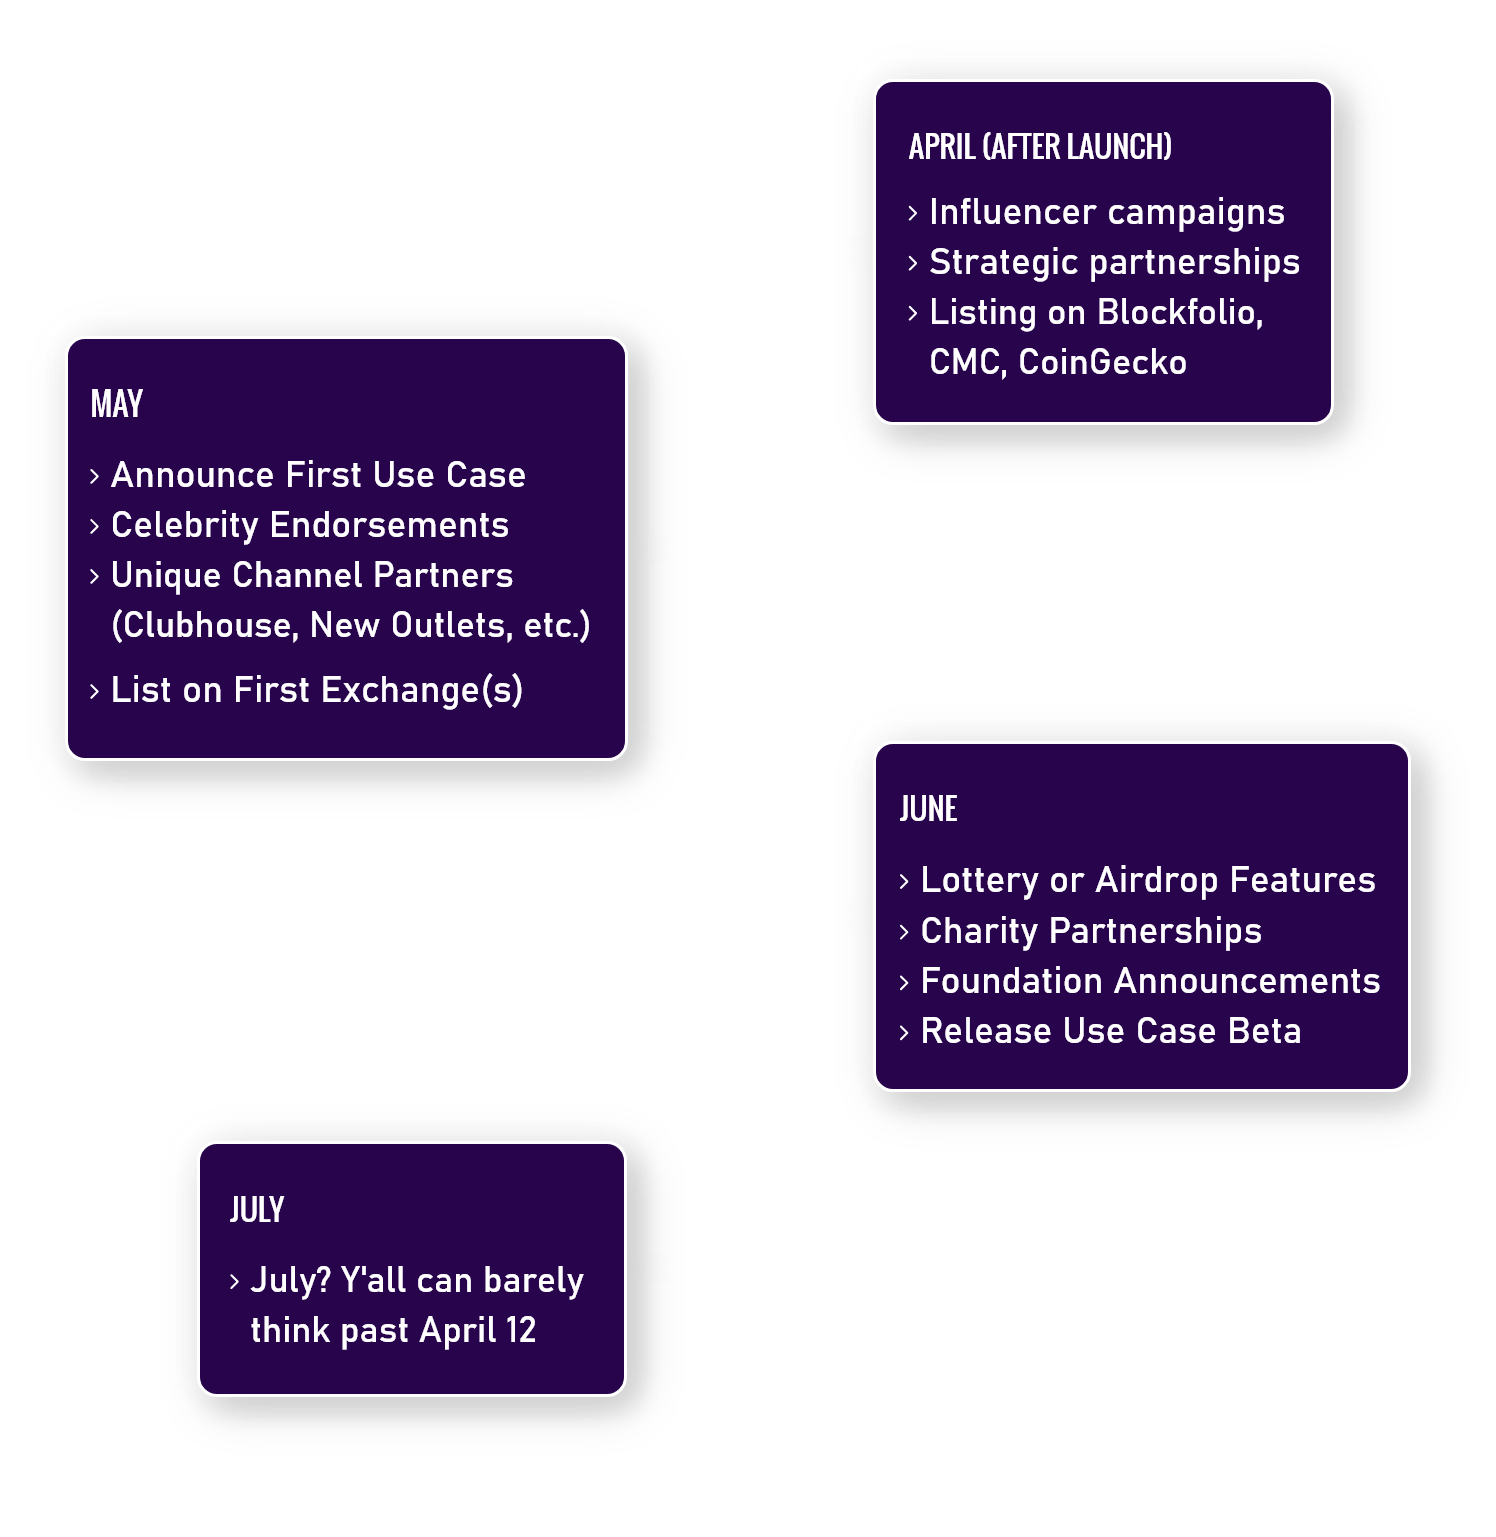 APRIL (AFTER LAUNCH)
› Influencer campaigns
› Strategic partnerships
› Listing on Blockfolio,
CMC, CoinGecko
MAY
› Announce First Use Case
› Celebrity Endorsements
› Unique Channel Partners
(Clubhouse, New Outlets, etc.)
› List on First Exchange(s)
JUNE
› Lottery or Airdrop Features
› Charity Partnerships
› Foundation Announcements
› Release Use Case Beta
JULY
› July? Y'all can barely
think past April 12